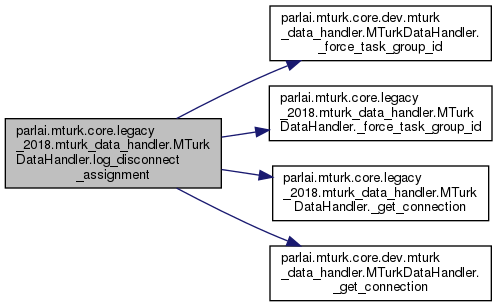 parlai.mturk.core.dev.mturk
_data_handler.MTurkDataHandler.
_force_task_group_id
parlai.mturk.core.legacy
_2018.mturk_data_handler.MTurk
DataHandler._force_task_group_id
parlai.mturk.core.legacy
_2018.mturk_data_handler.MTurk
DataHandler.log_disconnect
_assignment
parlai.mturk.core.legacy
_2018.mturk_data_handler.MTurk
DataHandler._get_connection
parlai.mturk.core.dev.mturk
_data_handler.MTurkDataHandler.
_get_connection